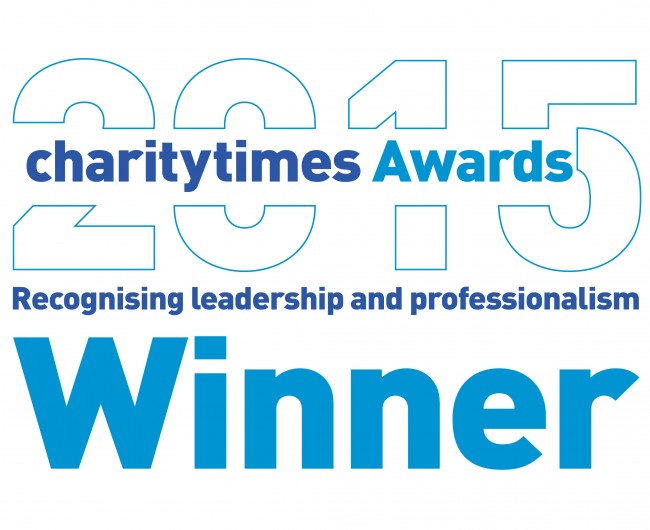 2015
charitytimes Awards
Recognising leadership and professionalism
Winner